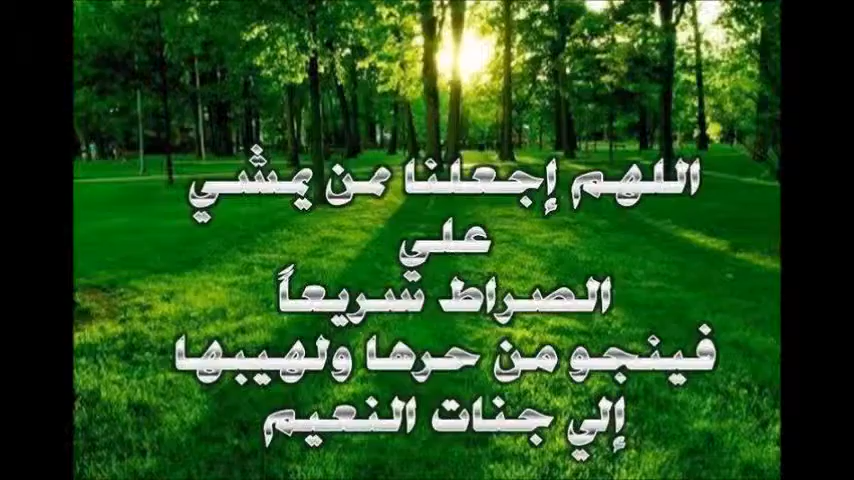 اللهم إجعلنا ممن يمشي
علي
الصراط سريعاً
فينجو من حرها ولهيبها
إلي جنات النعيم